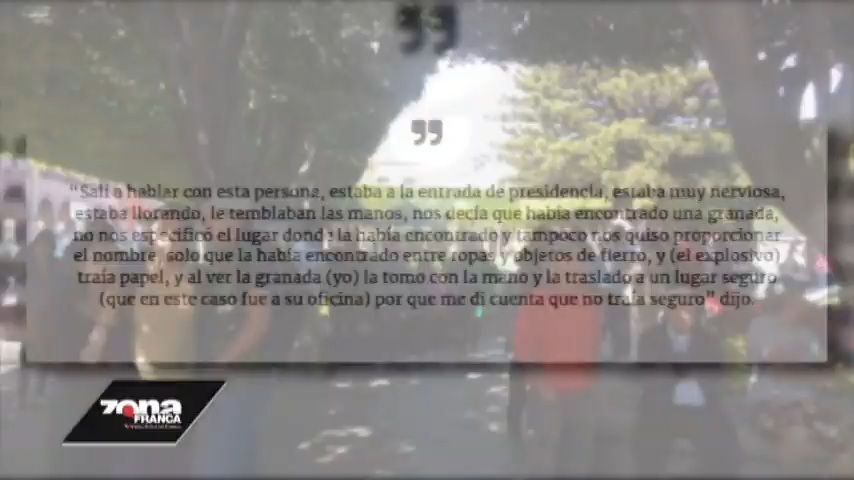 ”
”
“Salí a hablar con esta persona, estaba a la entrada de presidencia, estaba muy nerviosa,
estaba llorando, le temblaban las manos, nos decía que había encontrado una granada,
no nos especificó el lugar donde la había encontrado y tampoco nos quiso proporcionar
el nombre, solo que la había encontrado entre ropas y objetos de fierro, y (el explosivo)
traía papel, y al ver la granada (yo) la tomo con la mano y la traslado a un lugar seguro
(que en este caso fue a su oficina) por que me di cuenta que no traía seguro” dijo.
ZONA
FRANCA